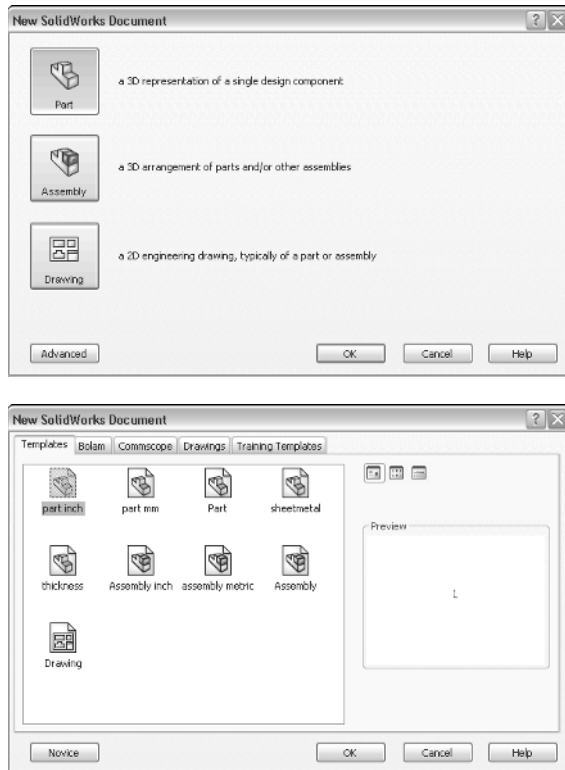 New SolidWorks Document
Part
a 3D representation of a single design component
Assembly
a 3D arrangement of parts and/or other assemblies
Drawing
a 2D engineering drawing, typically of a part or assembly
Advanced OK Cancel Help
New SolidWorks Document
Templates Bolam Commscope Drawings Training Templates
part inch part mm Part sheetmetal
Preview
thickness Assembly inch assembly metric Assembly
Drawing
Novice OK Cancel Help